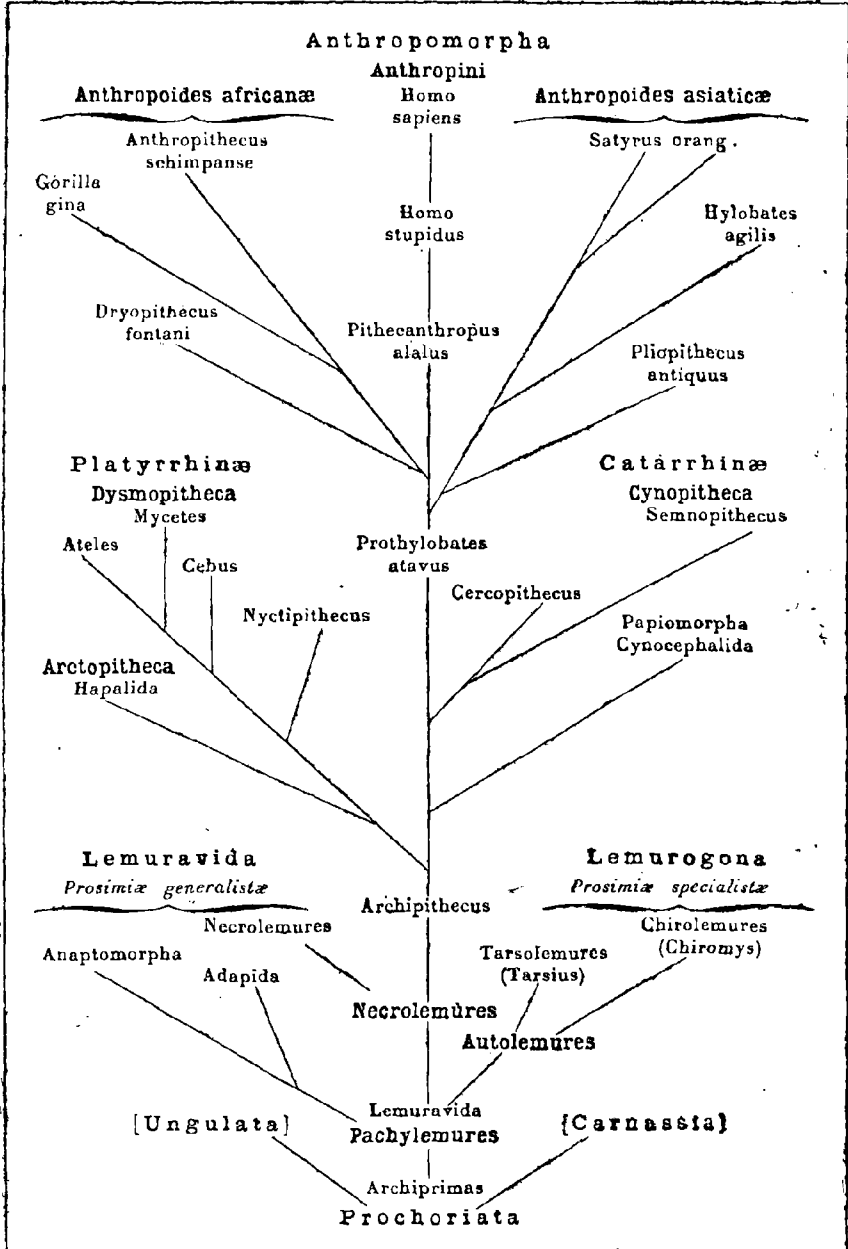 Anthropomorpha
Anthropini
Anthropoides africanæ
Homo
sapiens
Anthropoides asiaticæ
Anthropithecus
schimpanse
Satyrus orang.
Gorilla
gina
Homo
stupidus
Hylobates
agilis
Dryopithecus
fontani
Pithecanthropus
alalus
Pliopithecus
antiquus
Platyrrhinæ
Dysmopitheca
Mycetes
Catarrhinæ
Cynopitheca
Semnopithecus
Ateles
Cebus
Prothylobates
atavus
Nyctipithecus
Cercopithecus
Papiomorpha
Cynocephalida
Arctopitheca
Hapalida
Lemuravida
Prosimiæ generalistæ
Lemurogona
Prosimiæ specialistæ
Archipithecus
Necrolemures
Chirolemures
(Chiromys)
Anaptomorpha
Adapida
Tarsolemures
(Tarsius)
Necrolemures
Autolemures
Lemuravida
Pachylemures
[Ungulata]
{Carnassia}
Archiprimas
Prochoriata